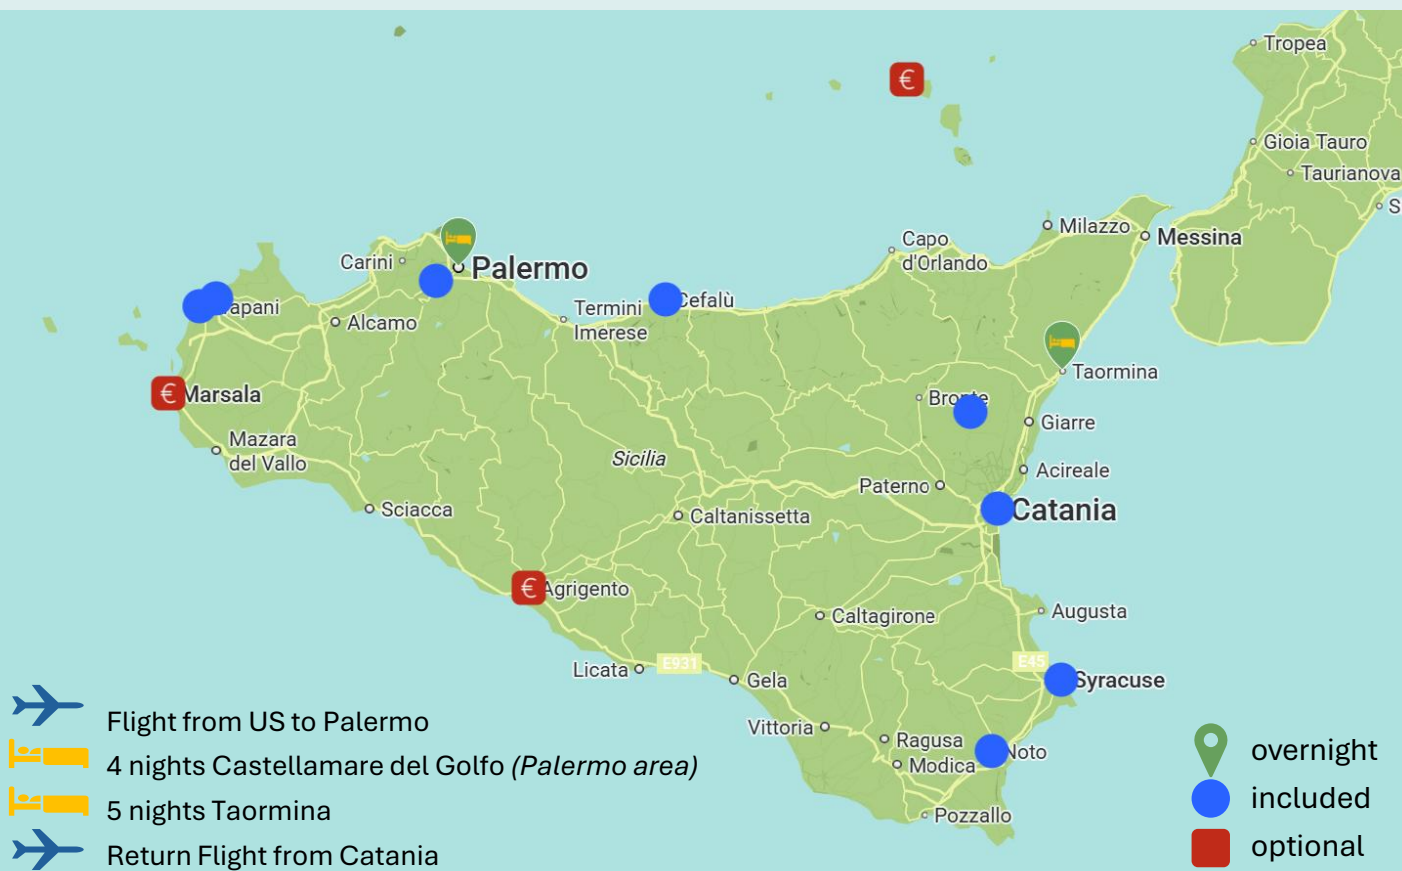 Tropea
€
Gioia Tauro
Taurianova
S
Milazzo
Messina
Capo
d'Orlando
Carini
Palermo
Trapani
Alcamo
Termini
Imerese
Cefalù
Taormina
€ Marsala
Bronte
Giarre
Mazara
del Vallo
Sicilia
Acireale
Paterno
Sciacca
Caltanissetta
Catania
€ Agrigento
Caltagirone
Augusta
Licata
E931
Gela
E45
Syracuse
Vittoria
Ragusa
Noto
Modica
Pozzallo
Flight from US to Palermo
4 nights Castellamare del Golfo (Palermo area)
5 nights Taormina
Return Flight from Catania
overnight
included
optional